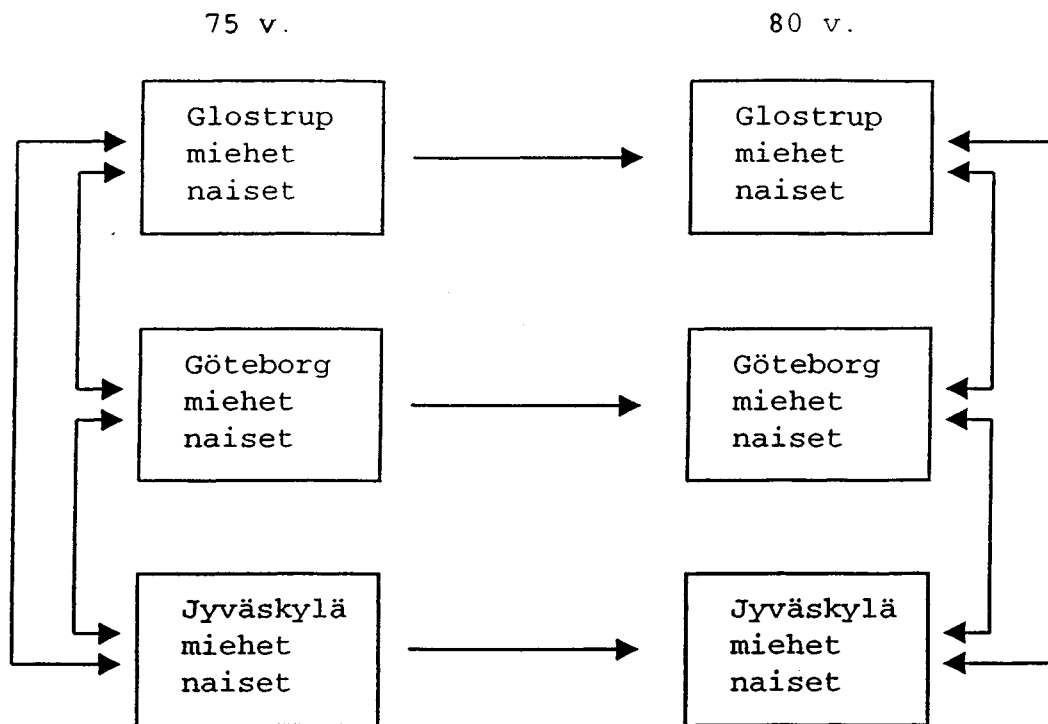 75 v.
80 v.
Glostrup
miehet
naiset
Glostrup
miehet
naiset
Göteborg
miehet
naiset
Göteborg
miehet
naiset
Jyväskylä
miehet
naiset
Jyväskylä
miehet
naiset